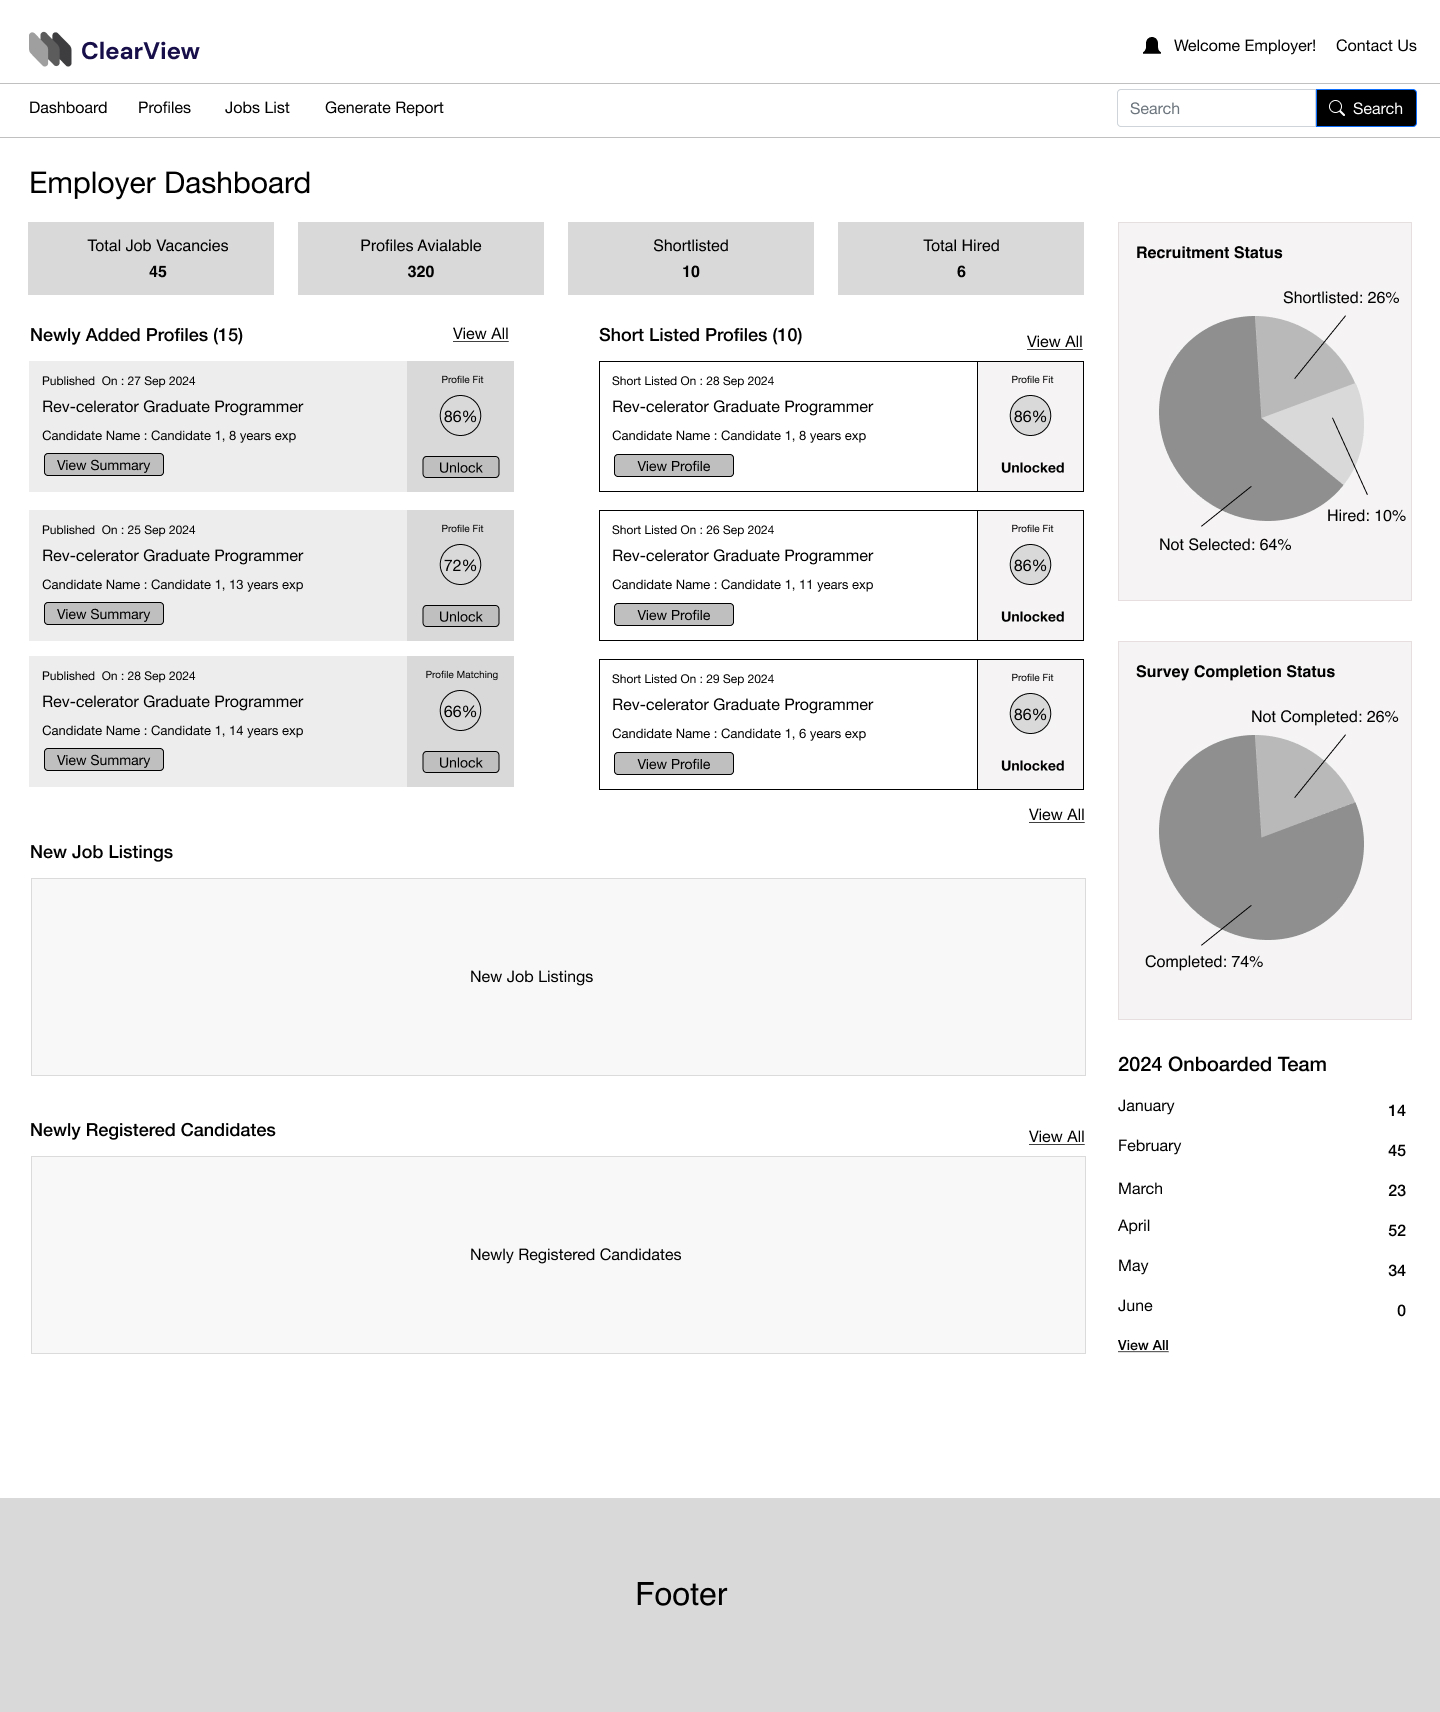 ClearView
Welcome Employer!
Contact Us
Dashboard
Profiles
Jobs List
Generate Report
Search
Search
Employer Dashboard
Total Job Vacancies
45
Profiles Avialable
320
Shortlisted
10
Total Hired
6
Newly Added Profiles (15)
View All
Published On : 27 Sep 2024
Rev-celerator Graduate Programmer
Candidate Name : Candidate 1, 8 years exp
View Summary
Profile Fit
86%
Unlock
Published On : 25 Sep 2024
Rev-celerator Graduate Programmer
Candidate Name : Candidate 1, 13 years exp
View Summary
Profile Fit
72%
Unlock
Published On : 28 Sep 2024
Rev-celerator Graduate Programmer
Candidate Name : Candidate 1, 14 years exp
View Summary
Profile Matching
66%
Unlock
Short Listed Profiles (10)
View All
Short Listed On : 28 Sep 2024
Rev-celerator Graduate Programmer
Candidate Name : Candidate 1, 8 years exp
View Profile
Profile Fit
86%
Unlocked
Short Listed On : 26 Sep 2024
Rev-celerator Graduate Programmer
Candidate Name : Candidate 1, 11 years exp
View Profile
Profile Fit
86%
Unlocked
Short Listed On : 29 Sep 2024
Rev-celerator Graduate Programmer
Candidate Name : Candidate 1, 6 years exp
View Profile
Profile Fit
86%
Unlocked
View All
New Job Listings
New Job Listings
Newly Registered Candidates
View All
Newly Registered Candidates
Recruitment Status
Shortlisted: 26%
Hired: 10%
Not Selected: 64%
Survey Completion Status
Not Completed: 26%
Completed: 74%
2024 Onboarded Team
January 14
February 45
March 23
April 52
May 34
June 0
View All
Footer